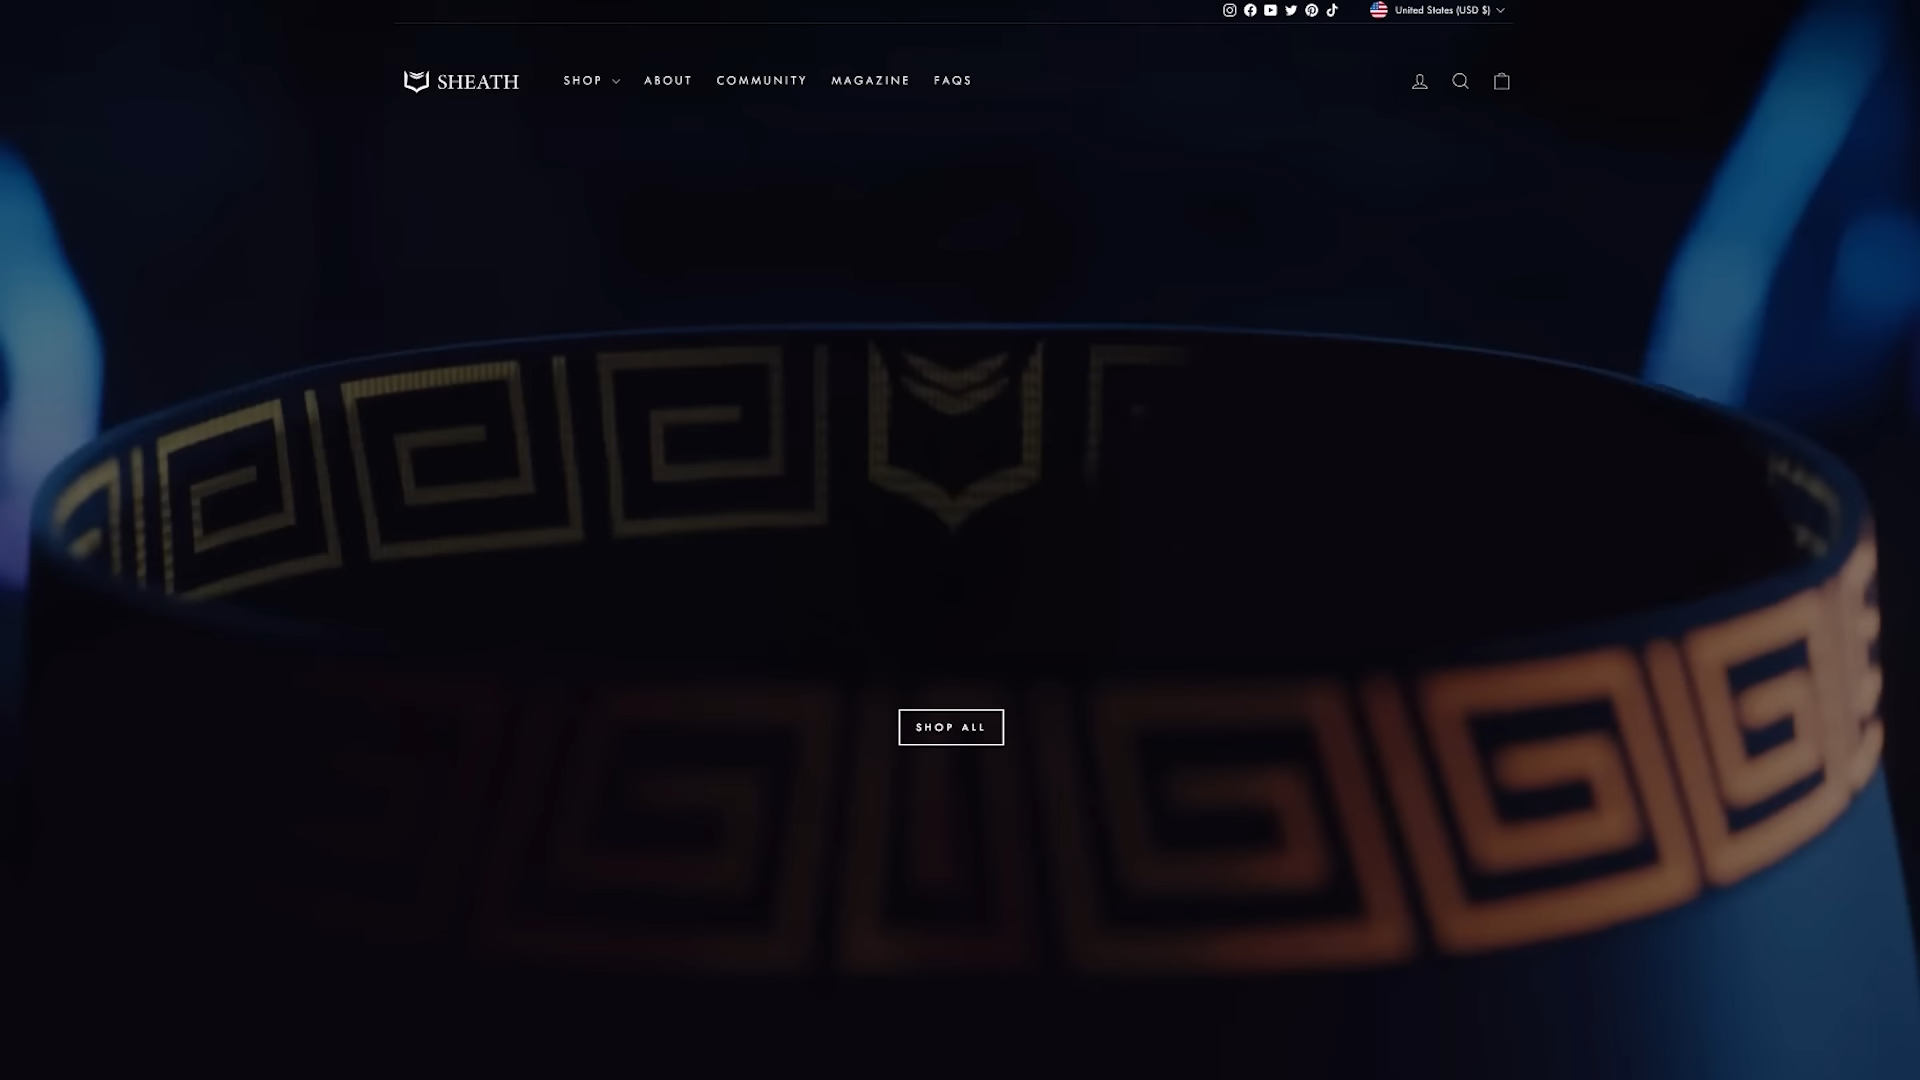 United States (USD $)
SHEATH
SHOP
ABOUT
COMMUNITY
MAGAZINE
FAQS
SHOP ALL